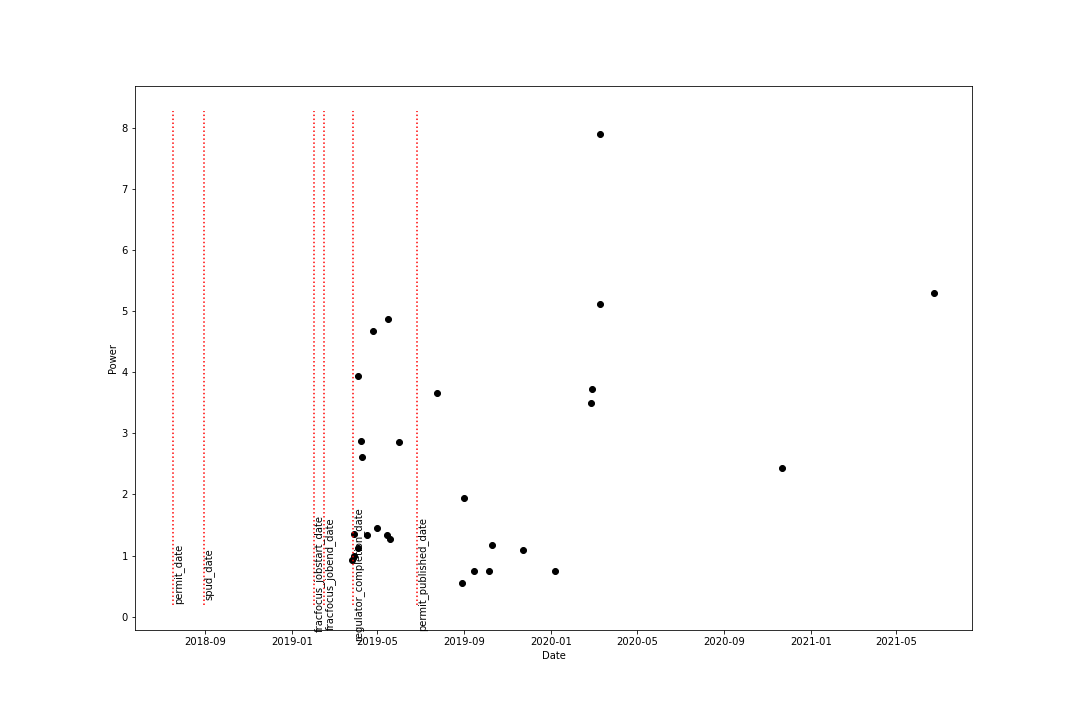 8
7
6
5
4
3
2
1
0
Power
permit_date
spud_date
fracfocus_jobstart_date
fracfocus_jobend_date
regulator_completion_date
permit_published_date
2018-09 2019-01 2019-05 2019-09 2020-01 2020-05 2020-09 2021-01 2021-05
Date